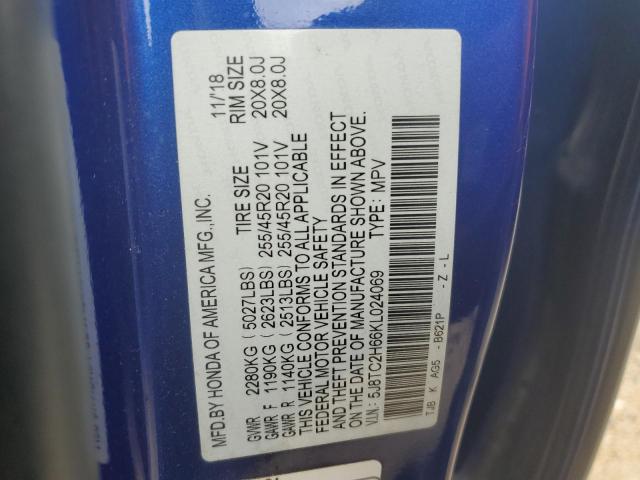 MFD.BY HONDA OF AMERICA MFG.,INC. 11/'18
GVWR 2280KG (5027LBS) TIRE SIZE RIM SIZE
GAWR F 1190KG (2623LBS) 255/45R20 101V 20X8.0J
GAWR R 1140KG (2513LBS) 255/45R20 101V 20X8.0J
THIS VEHICLE CONFORMS TO ALL APPLICABLE
FEDERAL MOTOR VEHICLE SAFETY
AND THEFT PREVENTION STANDARDS IN EFFECT
ON THE DATE OF MANUFACTURE SHOWN ABOVE.
V.I.N.: 5J8TC2H66KL024069 TYPE: MPV
TJB K AG5 - B621P - Z - L